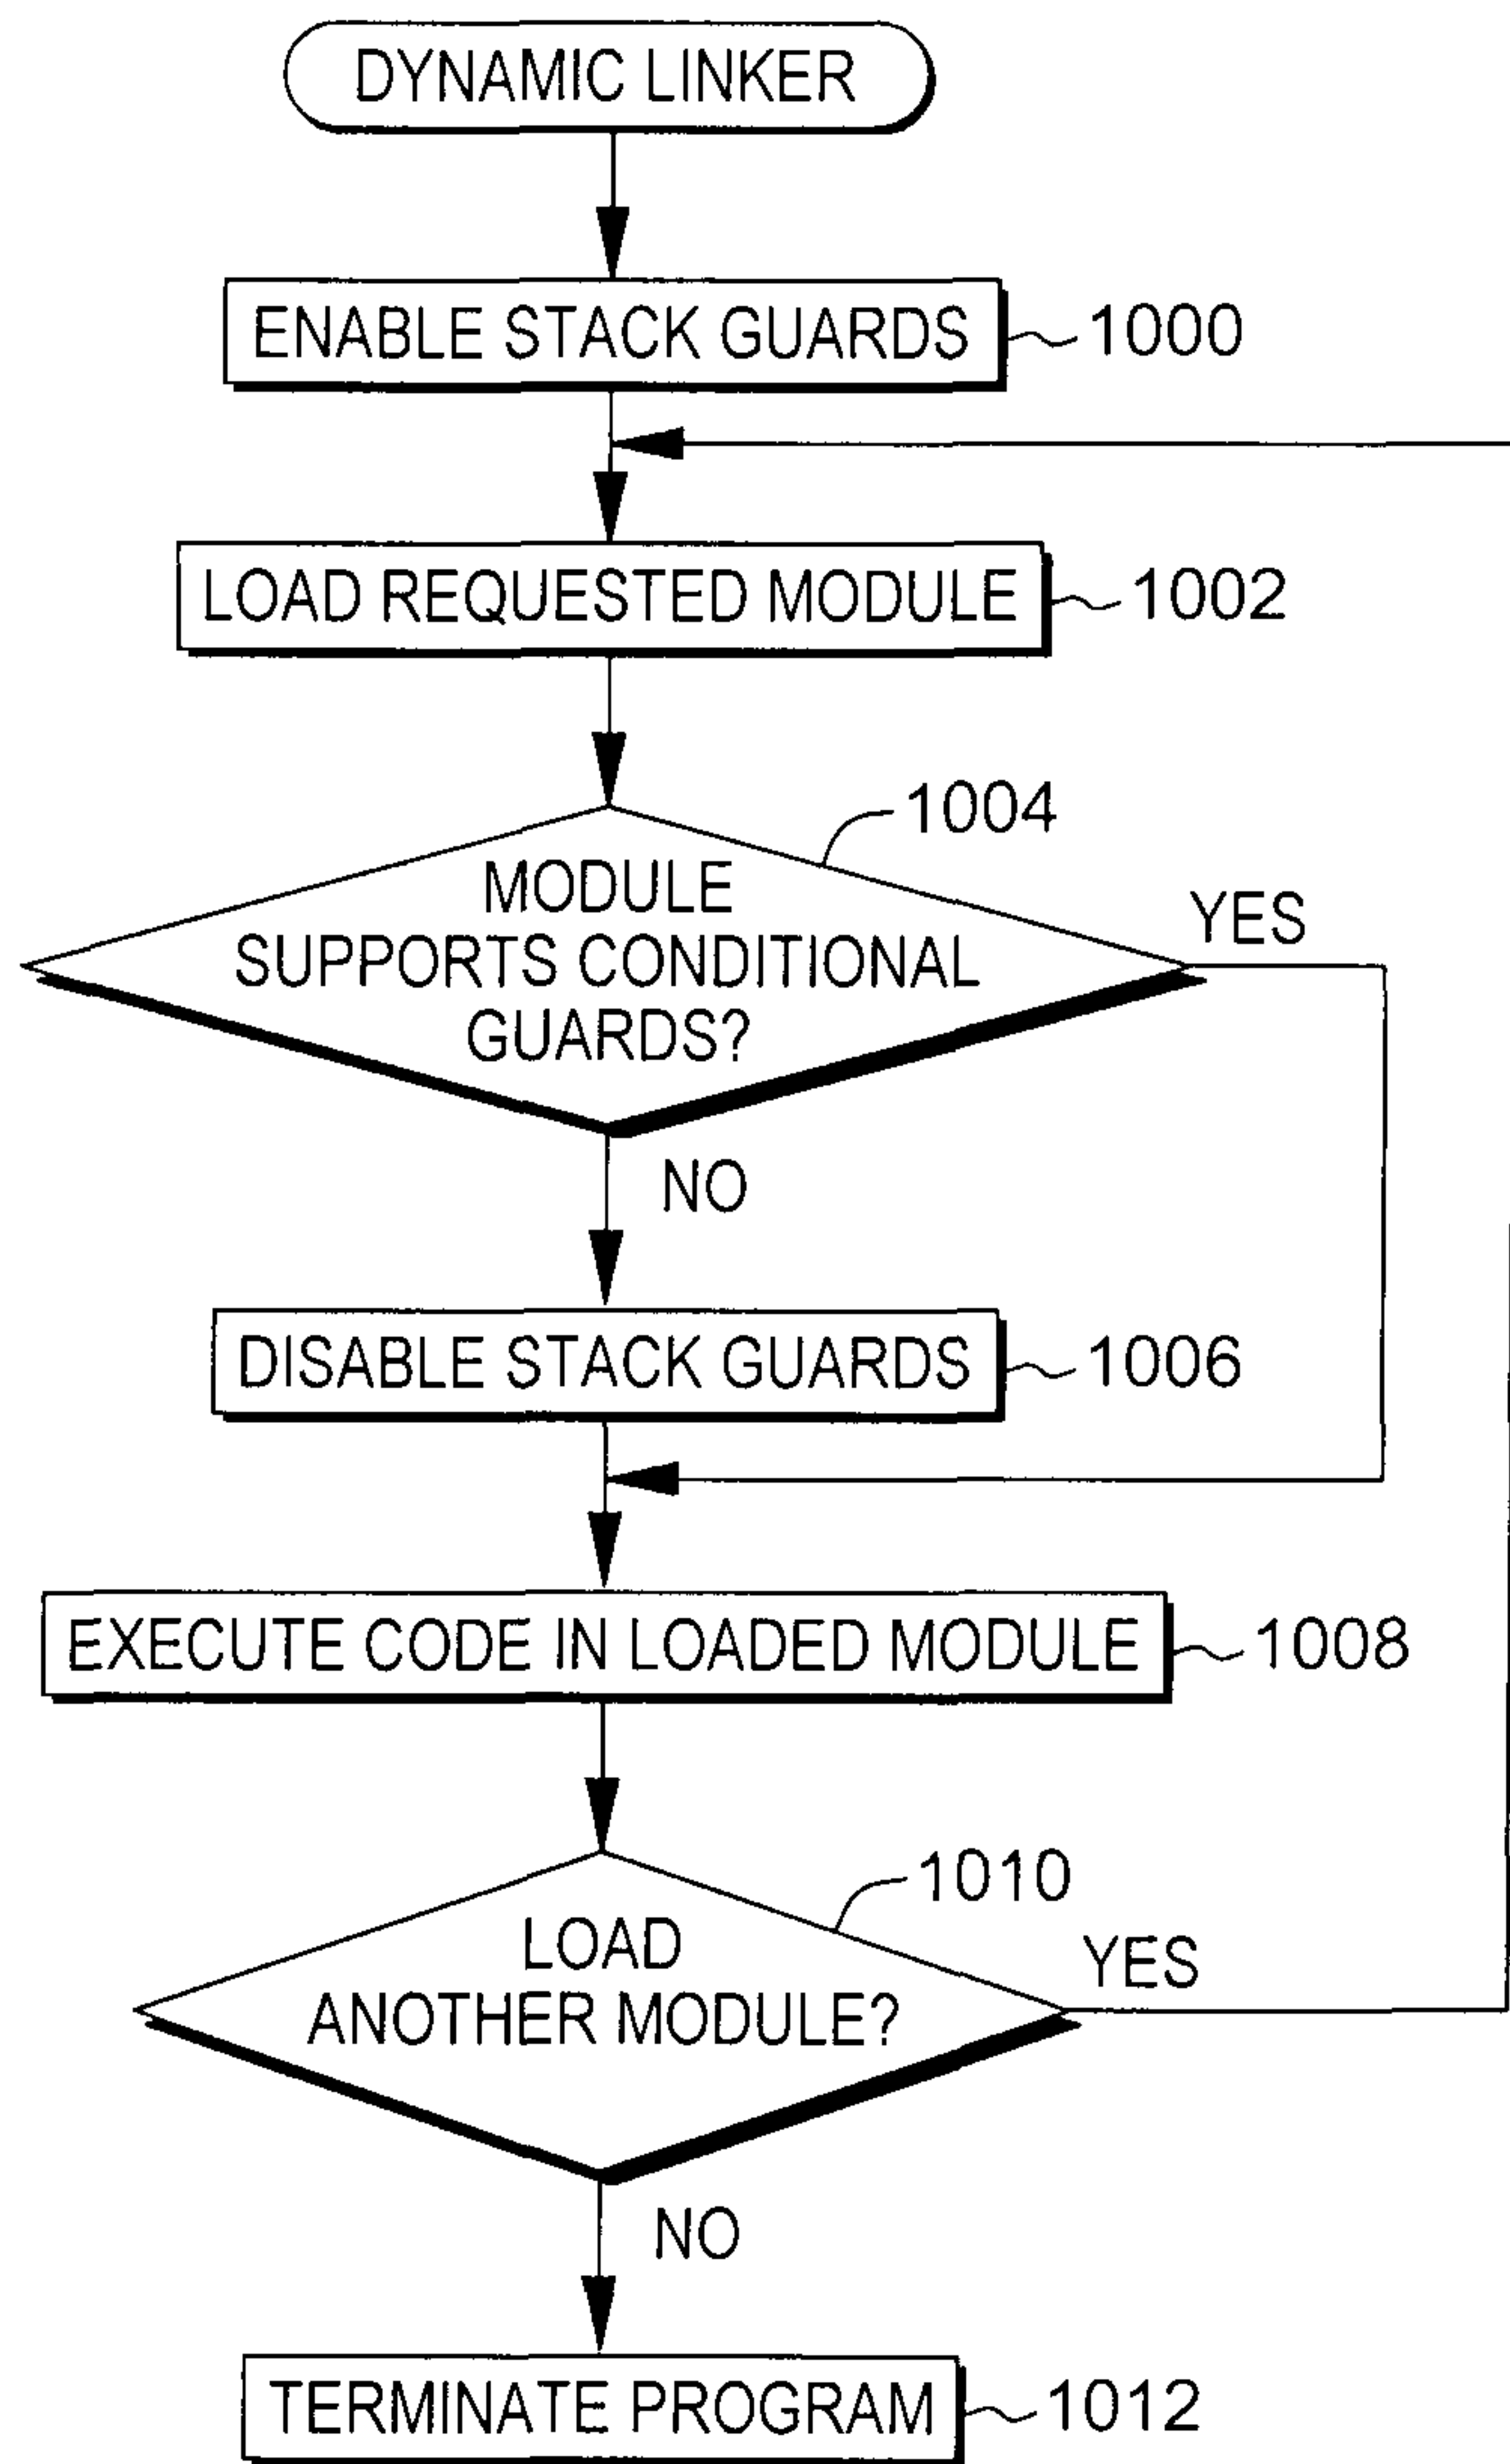 DYNAMIC LINKER
ENABLE STACK GUARDS
1000
LOAD REQUESTED MODULE
1002
1004
MODULE
SUPPORTS CONDITIONAL
GUARDS?
YES
NO
DISABLE STACK GUARDS
1006
EXECUTE CODE IN LOADED MODULE
1008
1010
LOAD
ANOTHER MODULE?
YES
NO
TERMINATE PROGRAM
1012